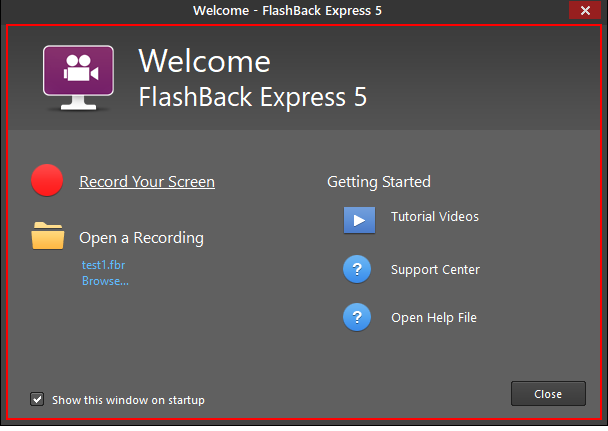 Welcome - FlashBack Express 5
Welcome
FlashBack Express 5
Record Your Screen
Open a Recording
test1.fbr
Browse...
Getting Started
Tutorial Videos
? Support Center
? Open Help File
Show this window on startup
Close